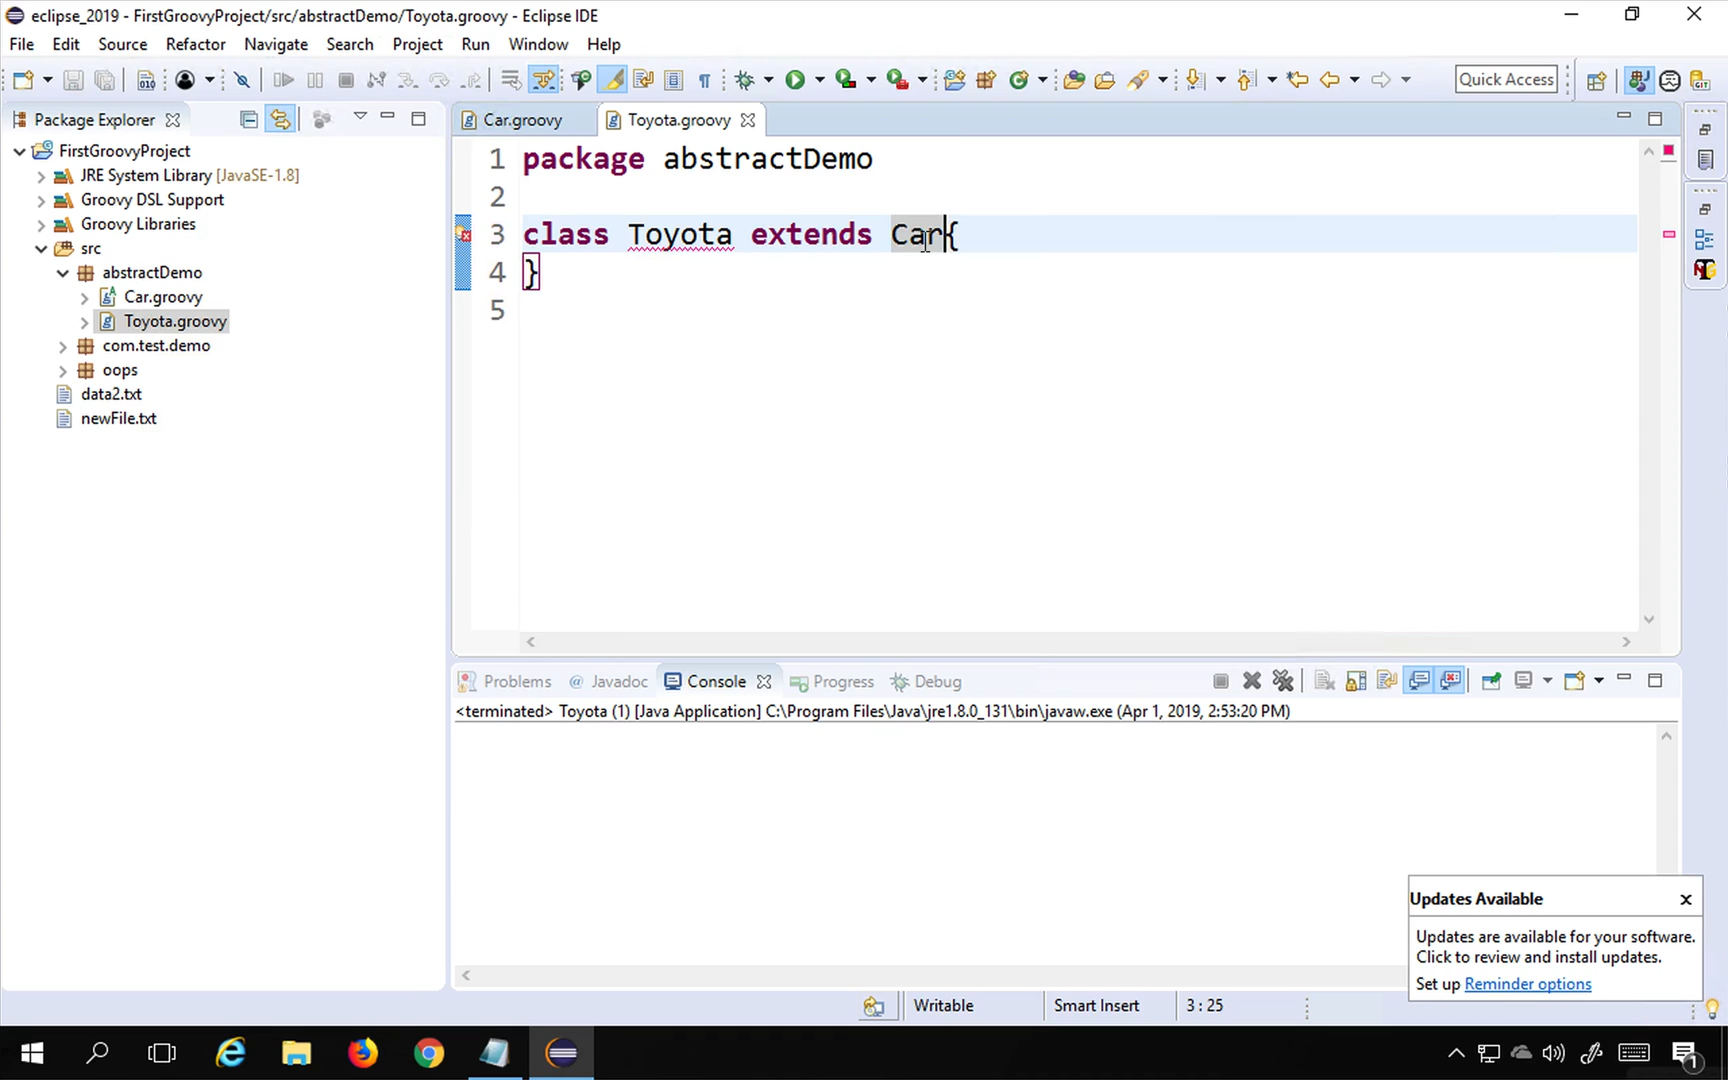 eclipse_2019 - FirstGroovyProject/src/abstractDemo/Toyota.groovy - Eclipse IDE
File Edit Source Refactor Navigate Search Project Run Window Help
Quick Access
Package Explorer
Car.groovy
Toyota.groovy
FirstGroovyProject
JRE System Library [JavaSE-1.8]
Groovy DSL Support
Groovy Libraries
src
abstractDemo
Car.groovy
Toyota.groovy
com.test.demo
oops
data2.txt
newFile.txt
1 package abstractDemo
2
3 class Toyota extends Car{
4 }
5
Problems @ Javadoc Console Progress Debug
<terminated> Toyota (1) [Java Application] C:\Program Files\Java\jre1.8.0_131\bin\javaw.exe (Apr 1, 2019, 2:53:20 PM)
Updates Available
Updates are available for your software.
Click to review and install updates.
Set up Reminder options
Writable Smart Insert 3 : 25
1